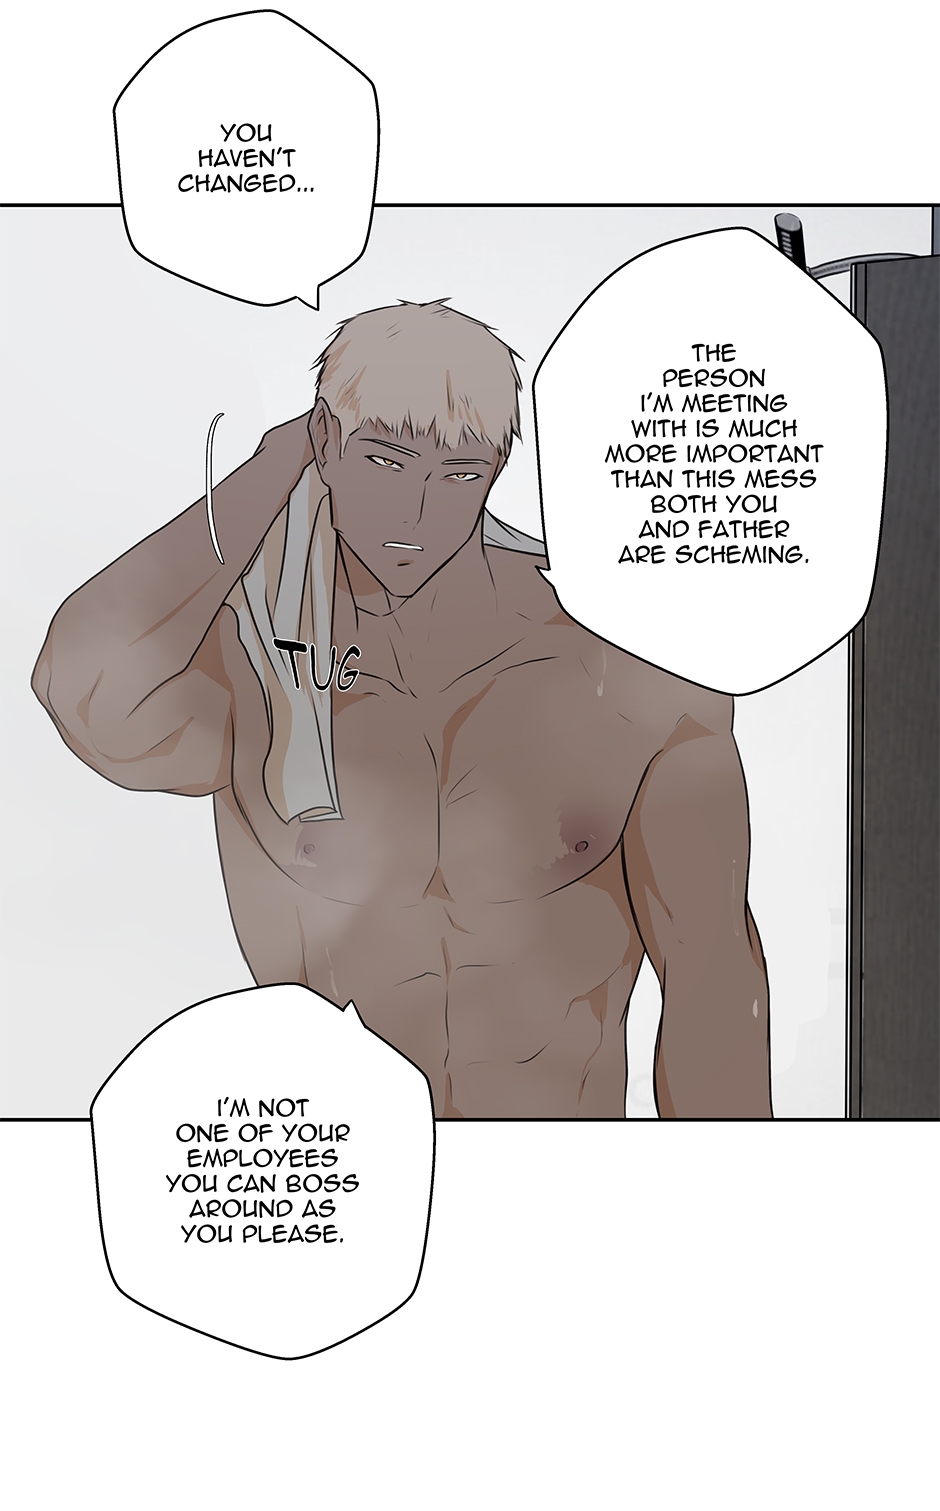 YOU
HAVEN'T
CHANGED...
THE
PERSON
I'M MEETING
WITH IS MUCH
MORE IMPORTANT
THAN THIS MESS
BOTH YOU
AND FATHER
ARE SCHEMING.
TUG
I'M NOT
ONE OF YOUR
EMPLOYEES
YOU CAN BOSS
AROUND AS
YOU PLEASE.